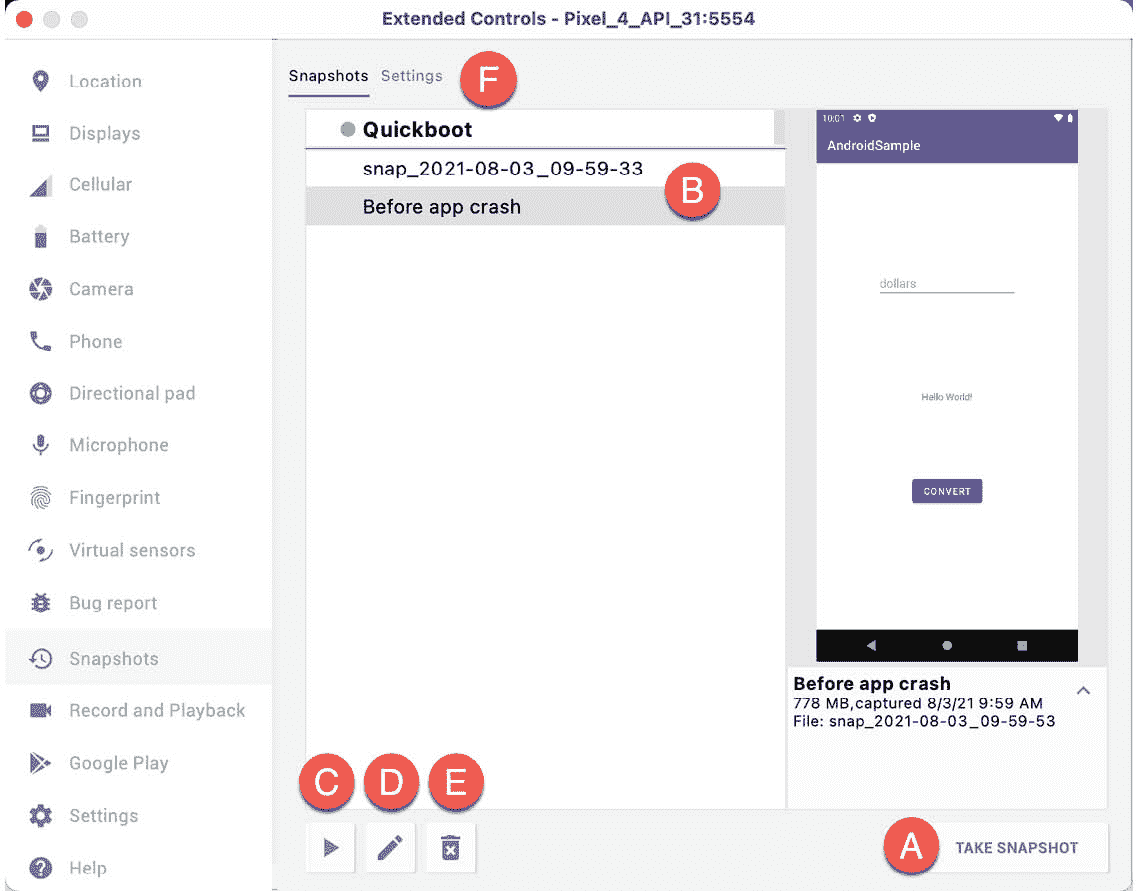 Extended Controls - Pixel_4_API_31:5554
Location
Displays
Cellular
Battery
Camera
Phone
Directional pad
Microphone
Fingerprint
Virtual sensors
Bug report
Snapshots
Record and Playback
Google Play
Settings
Help
Snapshots Settings F
Quickboot
snap_2021-08-03_09-59-33
B
Before app crash
10:01
AndroidSample
dollars
Hello World!
CONVERT
Before app crash
778 MB,captured 8/3/21 9:59 AM
File: snap_2021-08-03_09-59-53
C D E
A TAKE SNAPSHOT